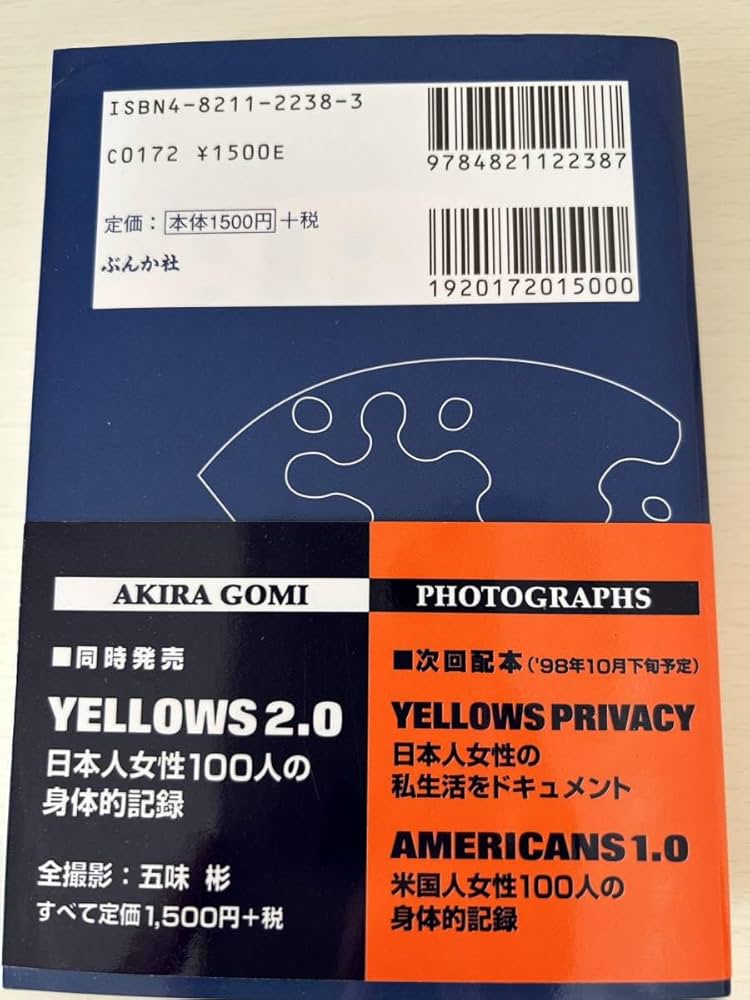 ISBN4-8211-2238-3
C0172 ¥1500E
定価：本体1500円＋税
ぶんか社
9784821122387
1920172015000
AKIRA GOMI
■同時発売
YELLOWS 2.0
日本人女性100人の
身体的記録
全撮影：五味 彬
すべて定価1,500円＋税
PHOTOGRAPHS
■次回配本（'98年10月下旬予定）
YELLOWS PRIVACY
日本人女性の
私生活をドキュメント
AMERICANS 1.0
米国人女性100人の
身体的記録